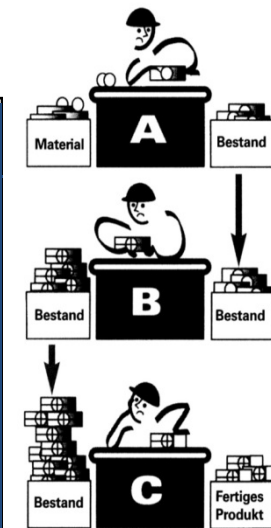 Material
A
Bestand
Bestand
B
Bestand
Bestand
C
Fertiges
Produkt